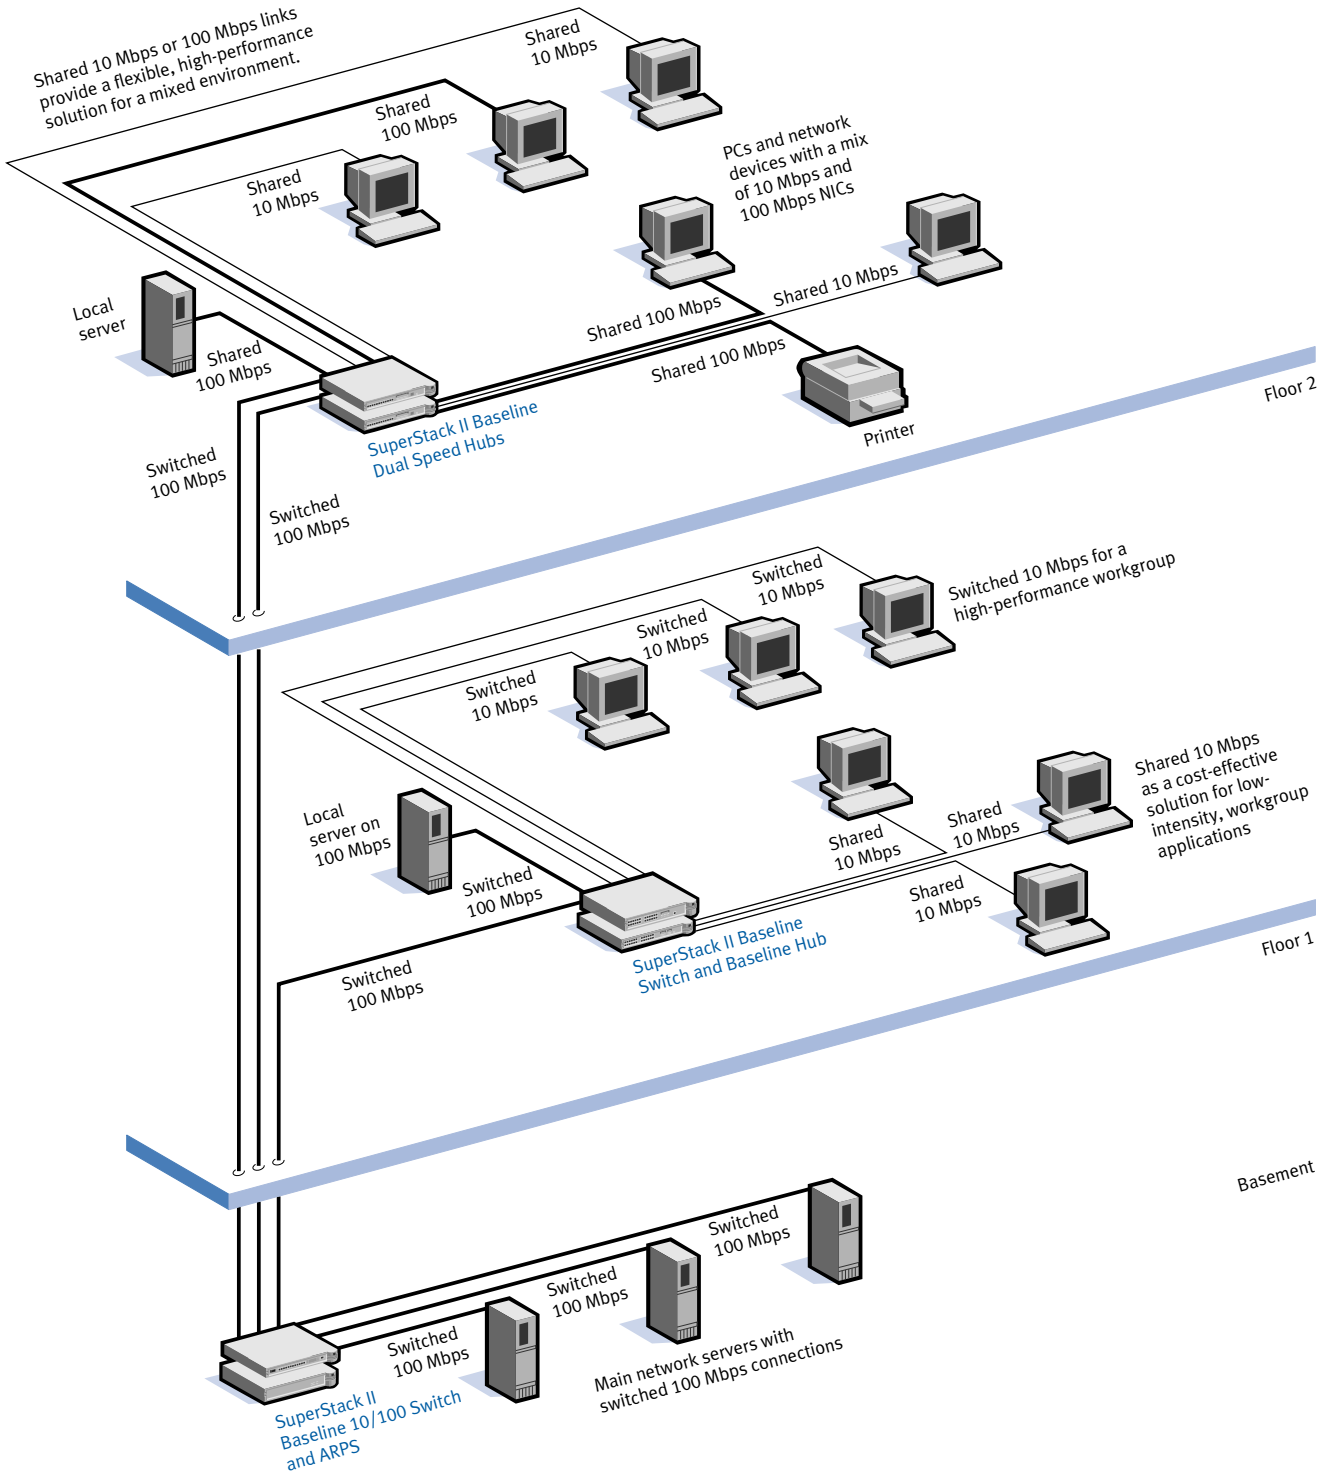 Shared 10 Mbps or 100 Mbps links
provide a flexible, high-performance
solution for a mixed environment.
Shared
10 Mbps
Shared
100 Mbps
Shared
10 Mbps
PCs and network
devices with a mix
of 10 Mbps and
100 Mbps NICs
Local
server
Shared
100 Mbps
Shared 100 Mbps
Shared 10 Mbps
Shared 100 Mbps
Printer
Floor 2
SuperStack II Baseline
Dual Speed Hubs
Switched
100 Mbps
Switched
100 Mbps
Switched
10 Mbps
Switched 10 Mbps for a
high-performance workgroup
Switched
10 Mbps
Switched
10 Mbps
Local
server on
100 Mbps
Switched
100 Mbps
Shared
10 Mbps
Shared
10 Mbps
Shared 10 Mbps
as a cost-effective
solution for low-
intensity, workgroup
applications
Shared
10 Mbps
Floor 1
SuperStack II Baseline
Switch and Baseline Hub
Switched
100 Mbps
Basement
Switched
100 Mbps
Switched
100 Mbps
Switched
100 Mbps
Main network servers with
switched 100 Mbps connections
SuperStack II
Baseline 10/100 Switch
and ARPS